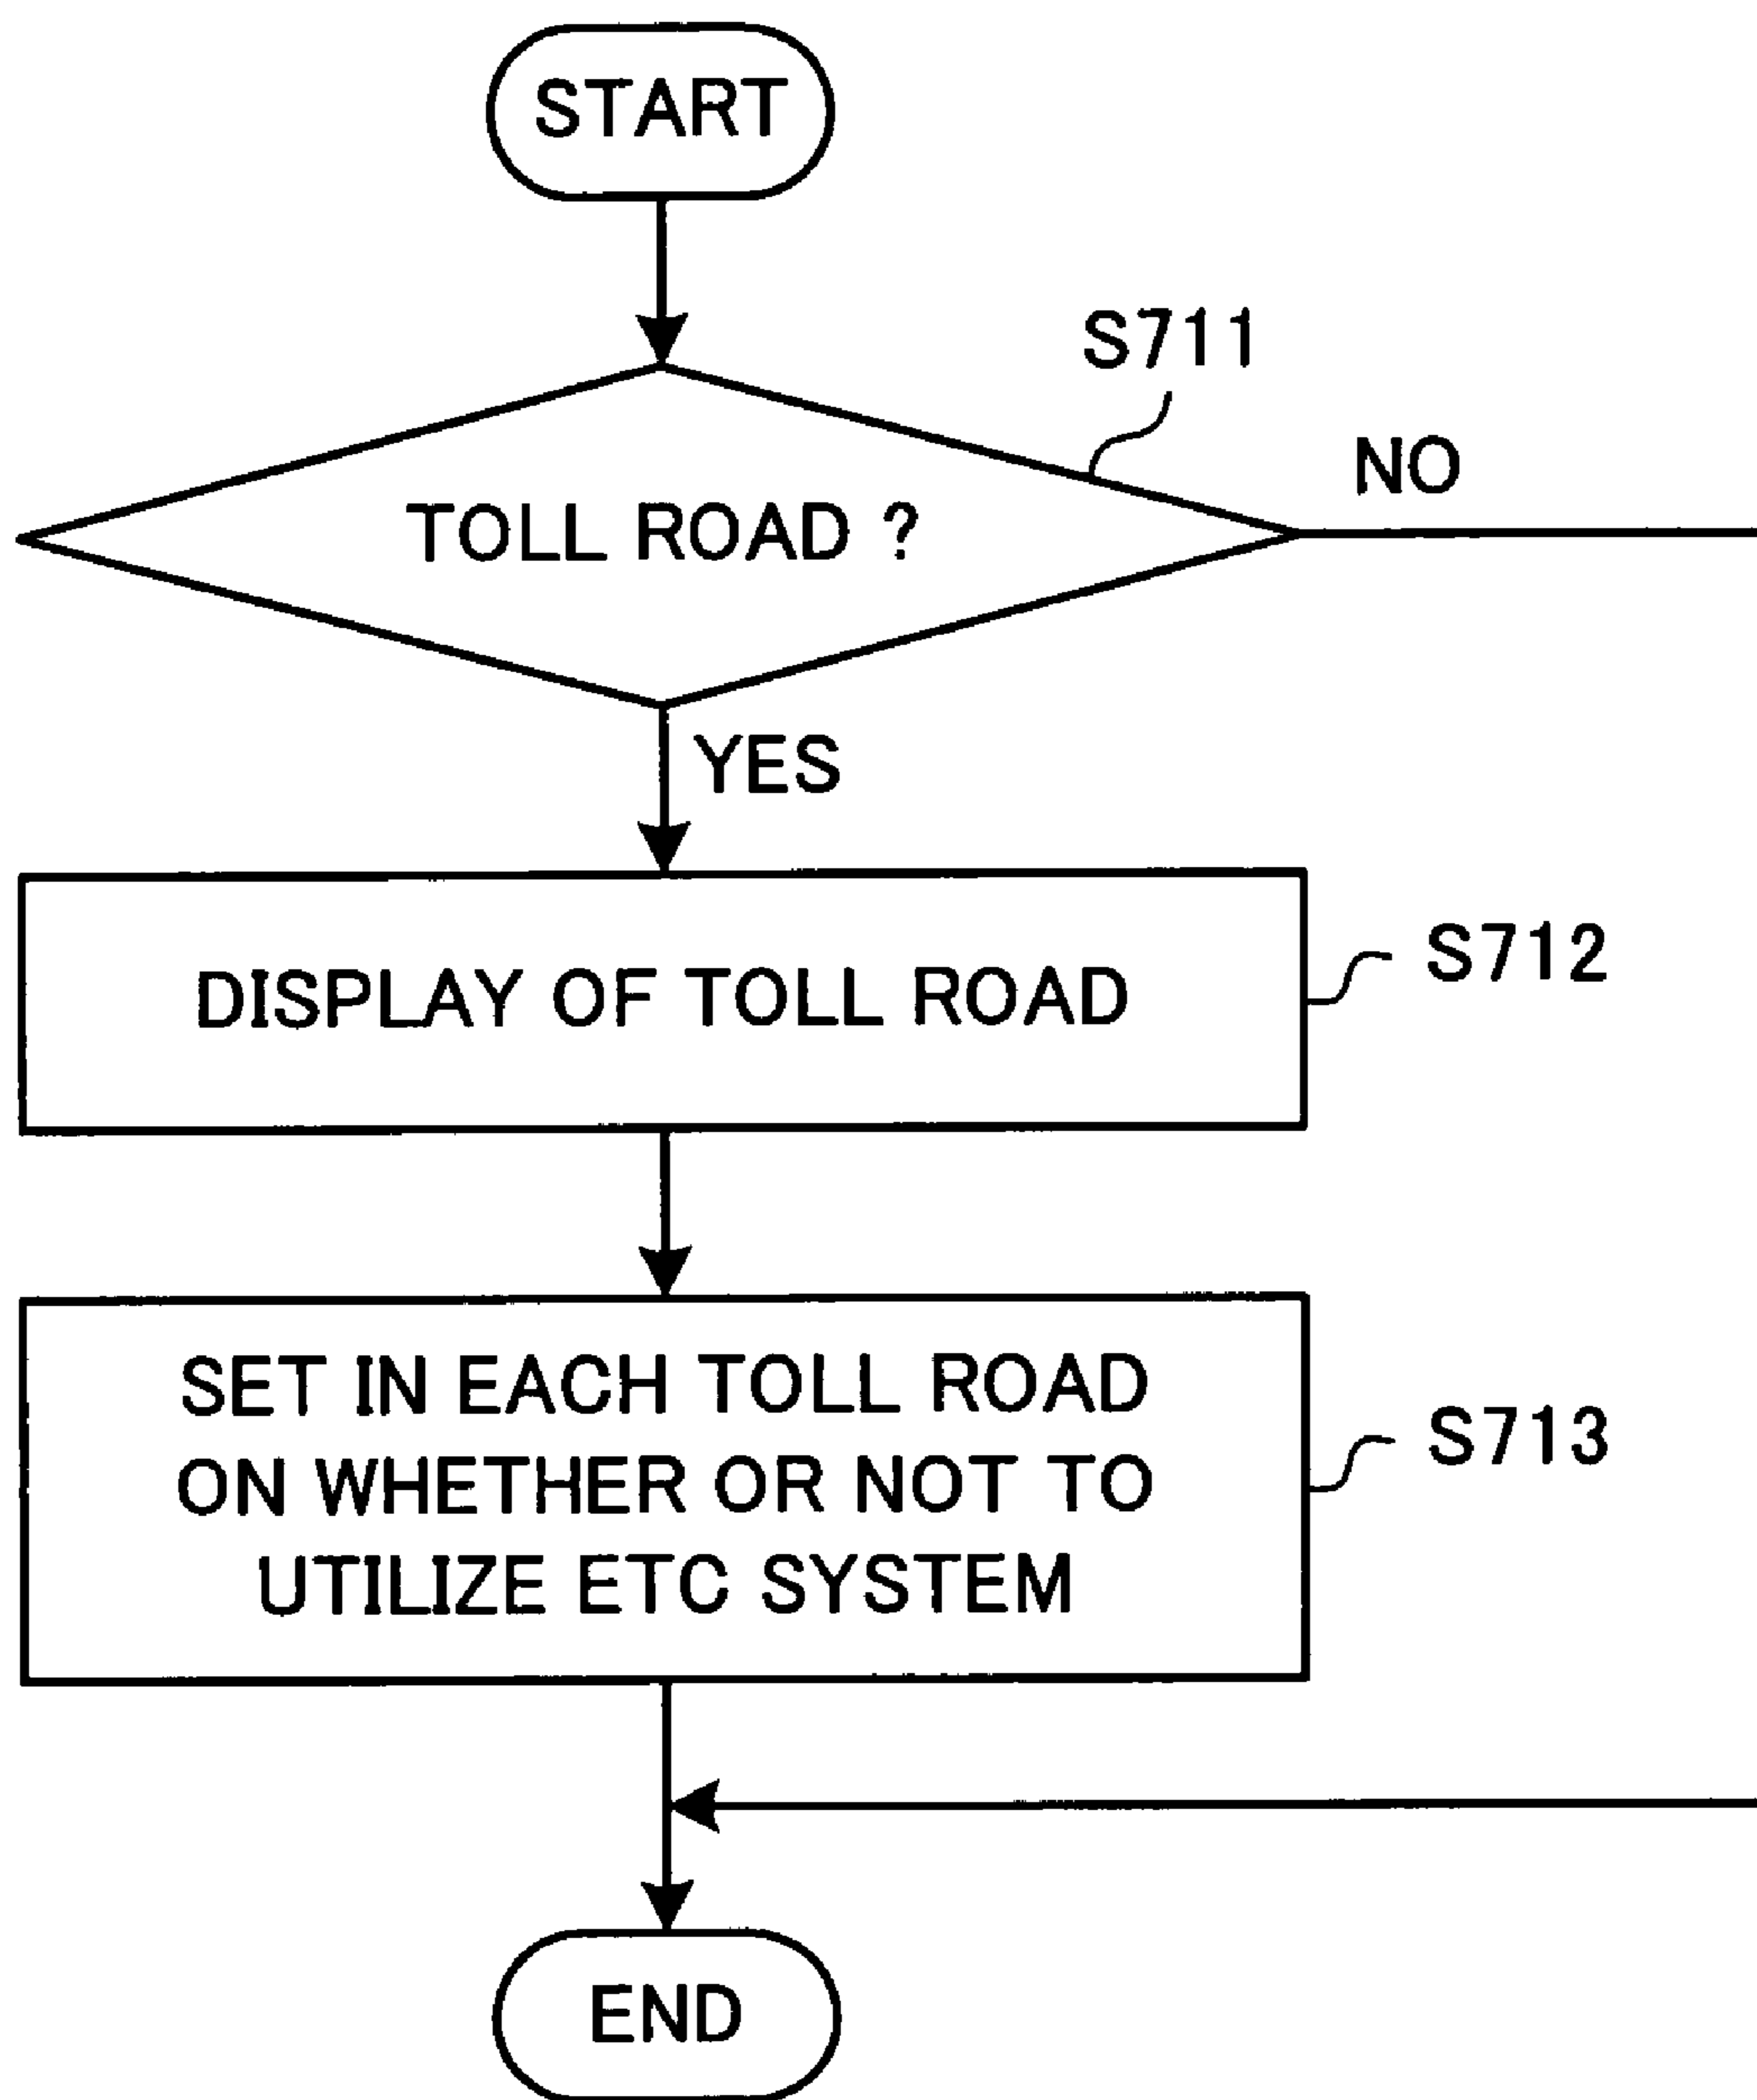 START
S711
NO
TOLL ROAD ?
YES
DISPLAY OF TOLL ROAD
S712
SET IN EACH TOLL ROAD
ON WHETHER OR NOT TO
UTILIZE ETC SYSTEM
S713
END